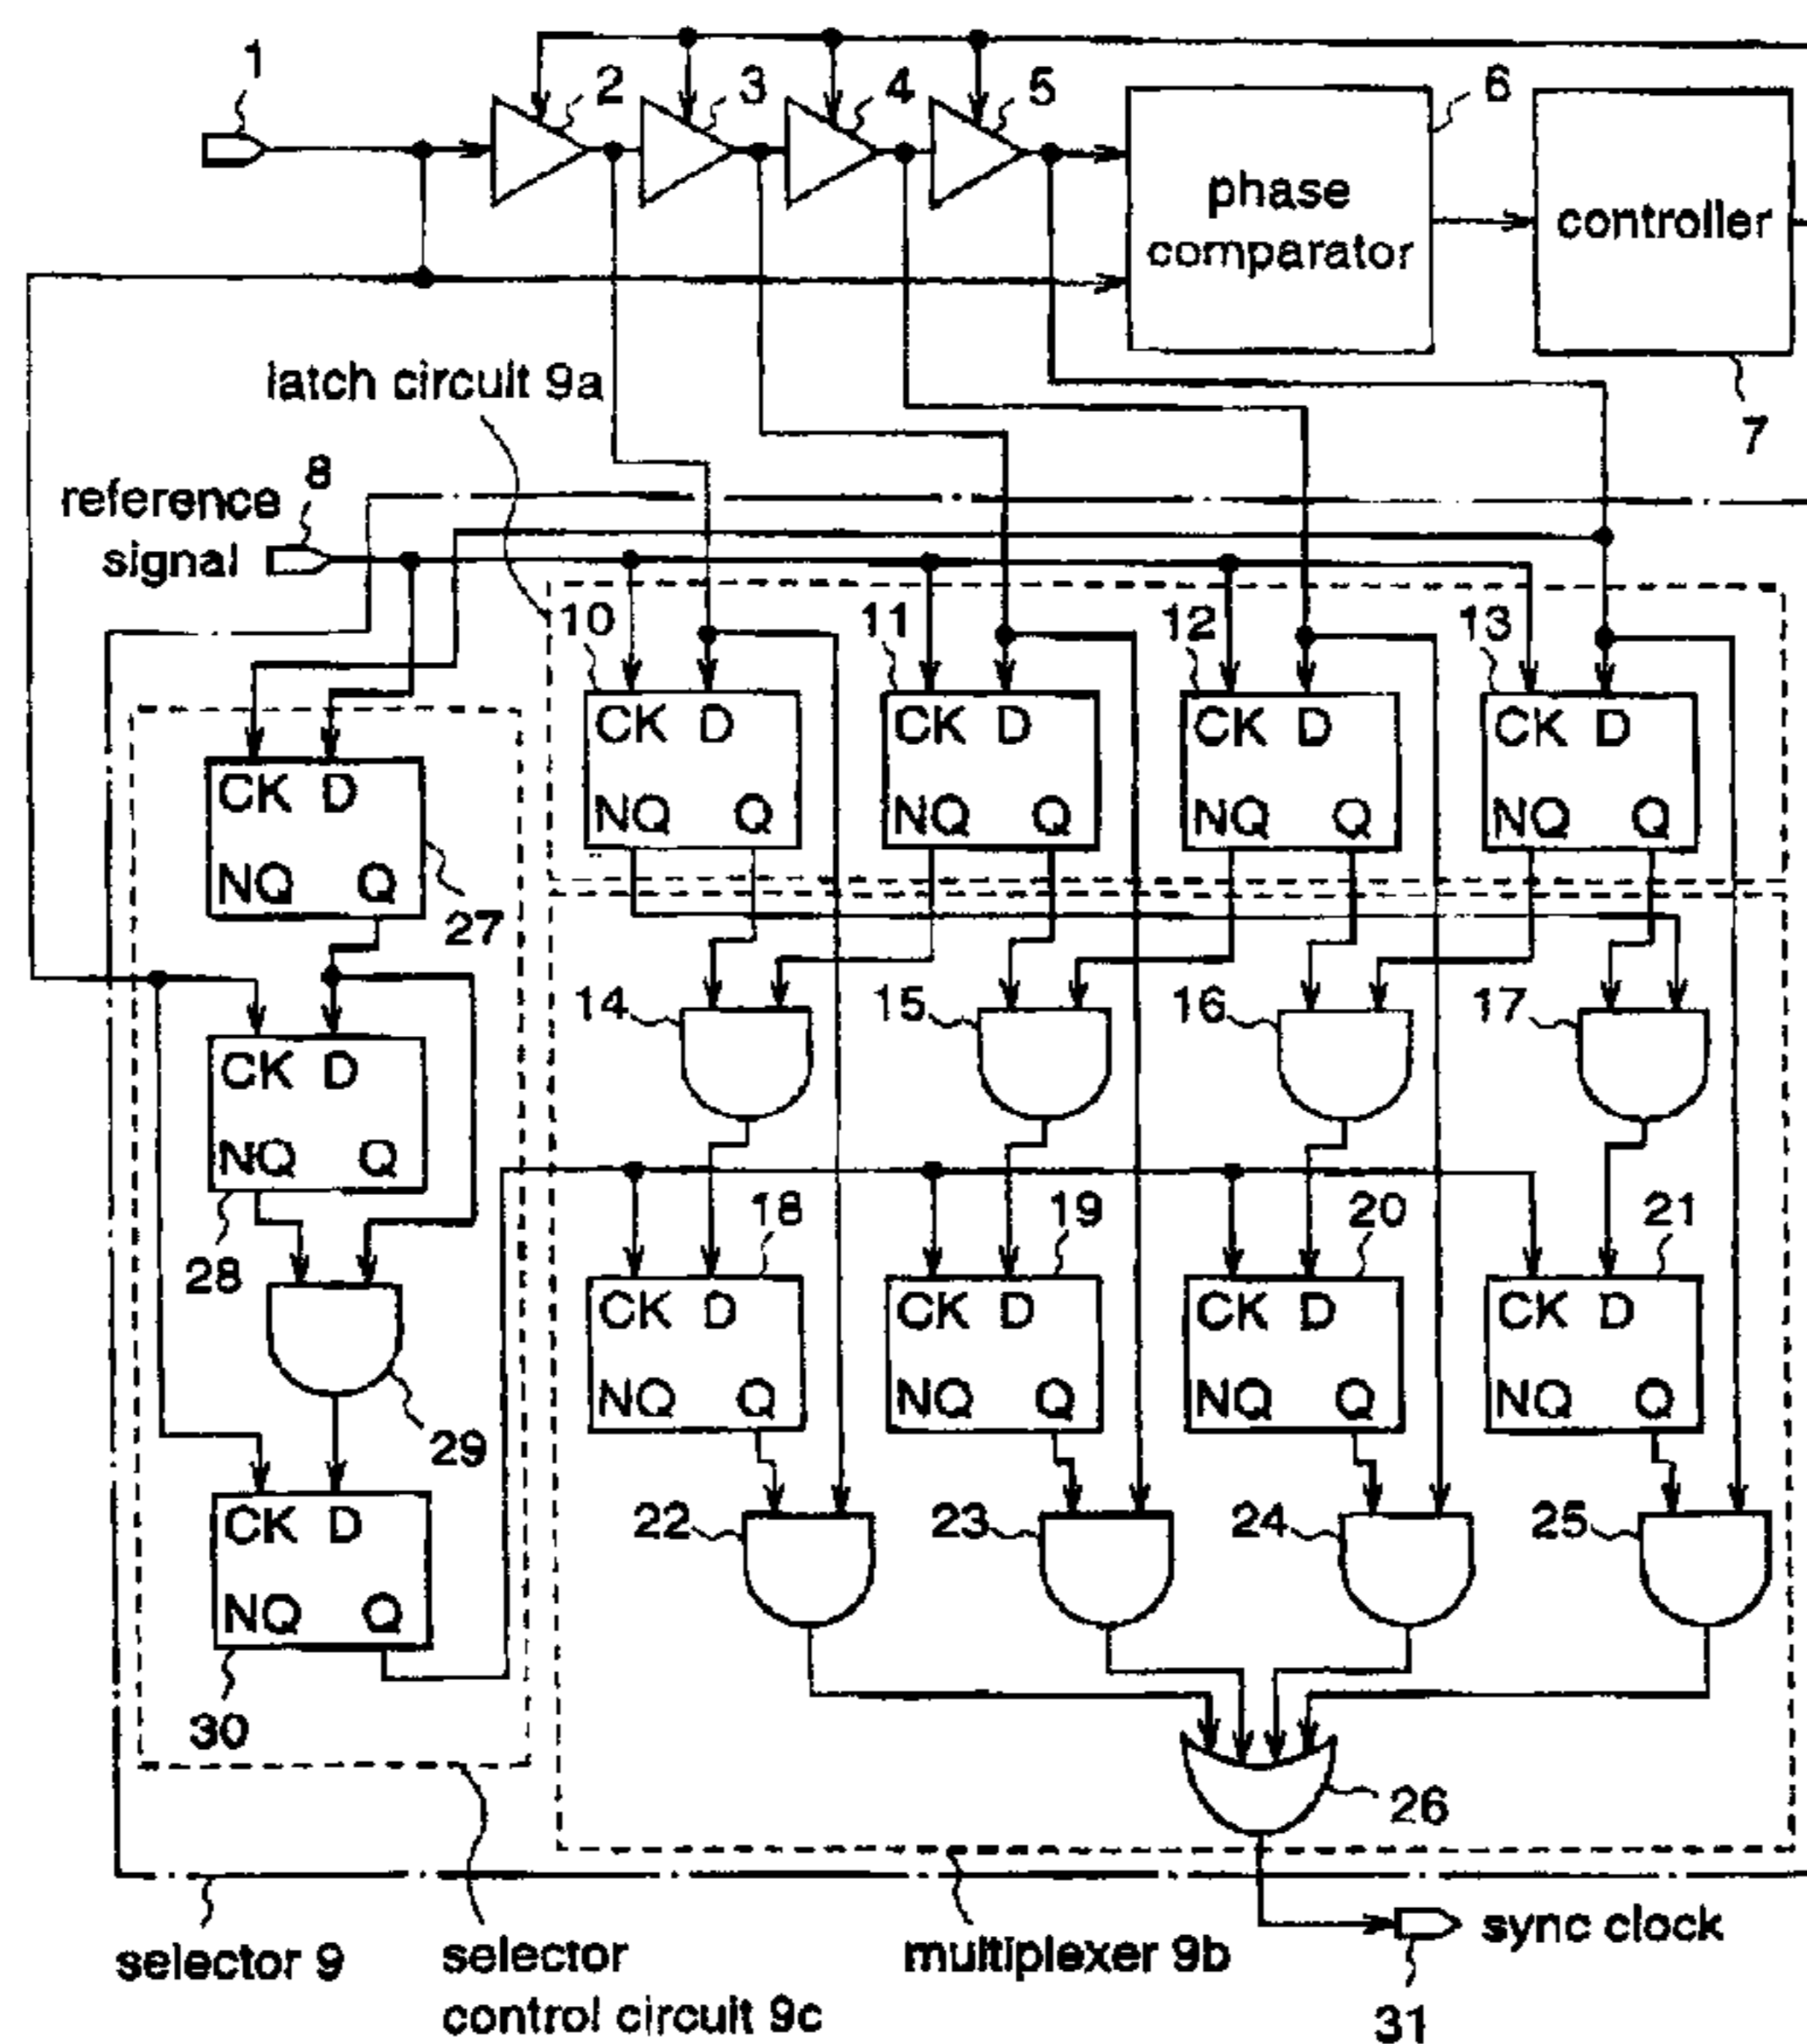 1
2
3
4
5
6
phase
comparator
controller
7
latch circuit 9a
reference
signal
8
10
11
12
13
CK D
NQ Q
CK D
NQ Q
CK D
NQ Q
CK D
NQ Q
CK D
NQ Q
27
14
15
16
17
CK D
NQ Q
28
18
19
20
21
CK D
NQ Q
CK D
NQ Q
CK D
NQ Q
CK D
NQ Q
29
CK D
NQ Q
30
22
23
24
25
26
selector 9
selector
control circuit 9c
multiplexer 9b
sync clock
31